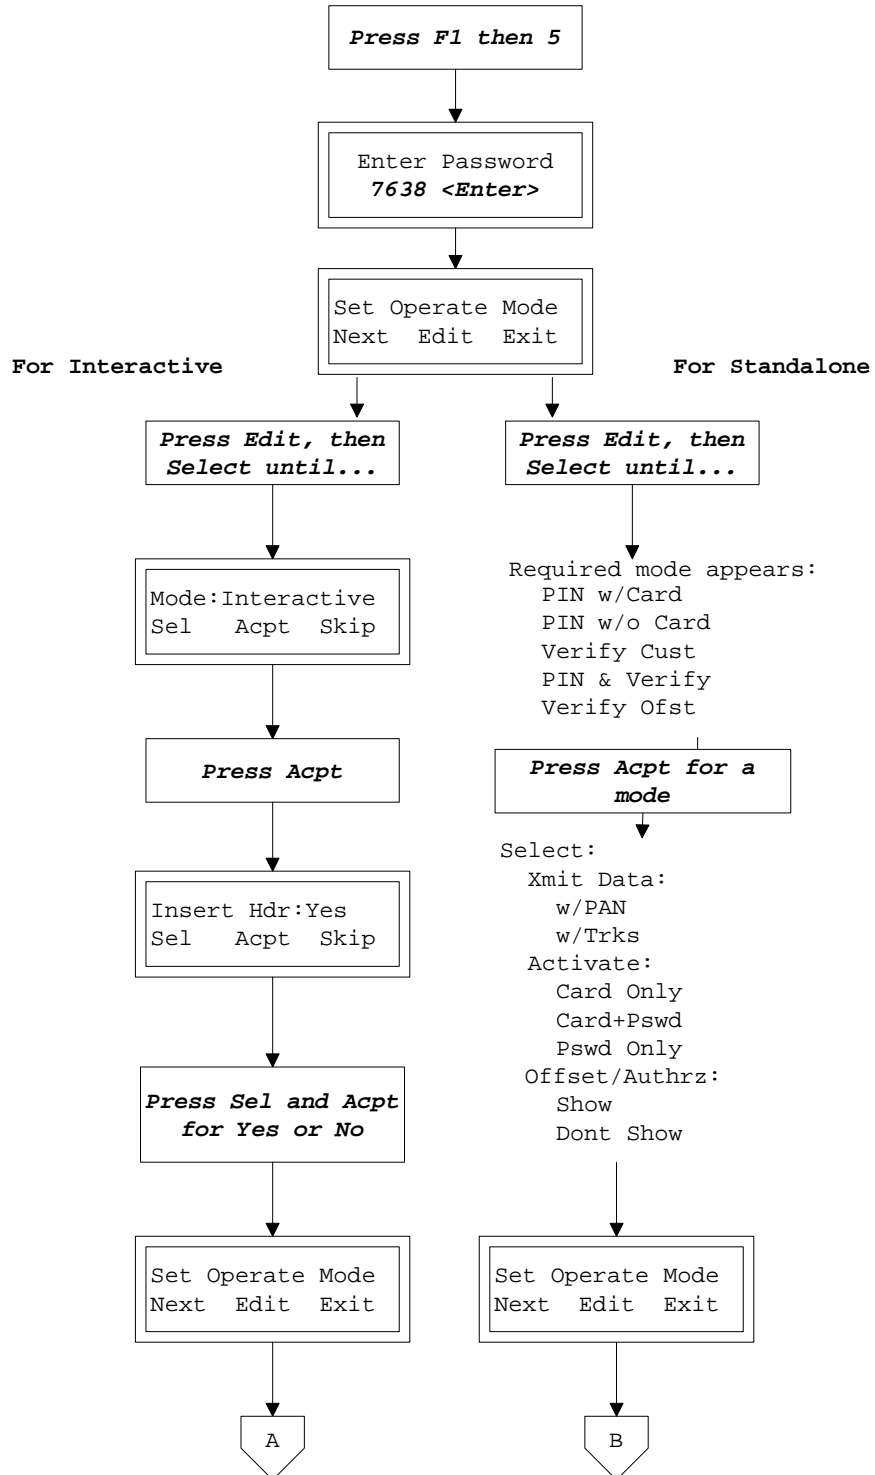 Press F1 then 5
Enter Password
7638 <Enter>
Set Operate Mode
Next Edit Exit
For Interactive
For Standalone
Press Edit, then
Select until...
Mode:Interactive
Sel Acpt Skip
Press Acpt
Insert Hdr:Yes
Sel Acpt Skip
Press Sel and Acpt
for Yes or No
Set Operate Mode
Next Edit Exit
A
Press Edit, then
Select until...
Required mode appears:
PIN w/Card
PIN w/o Card
Verify Cust
PIN & Verify
Verify Ofst
Press Acpt for a
mode
Select:
Xmit Data:
w/PAN
w/Trks
Activate:
Card Only
Card+Pswd
Pswd Only
Offset/Authrz:
Show
Dont Show
Set Operate Mode
Next Edit Exit
B